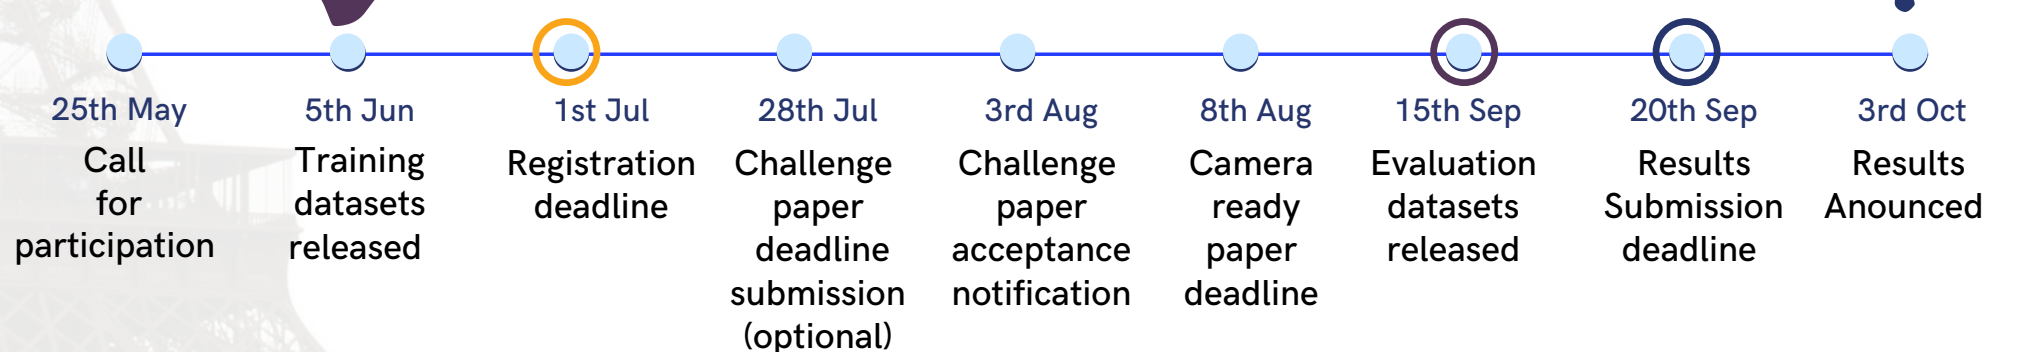 25th May
Call
for
participation
5th Jun
Training
datasets
released
1st Jul
Registration
deadline
28th Jul
Challenge
paper
deadline
submission
(optional)
3rd Aug
Challenge
paper
acceptance
notification
8th Aug
Camera
ready
paper
deadline
15th Sep
Evaluation
datasets
released
20th Sep
Results
Submission
deadline
3rd Oct
Results
Anounced